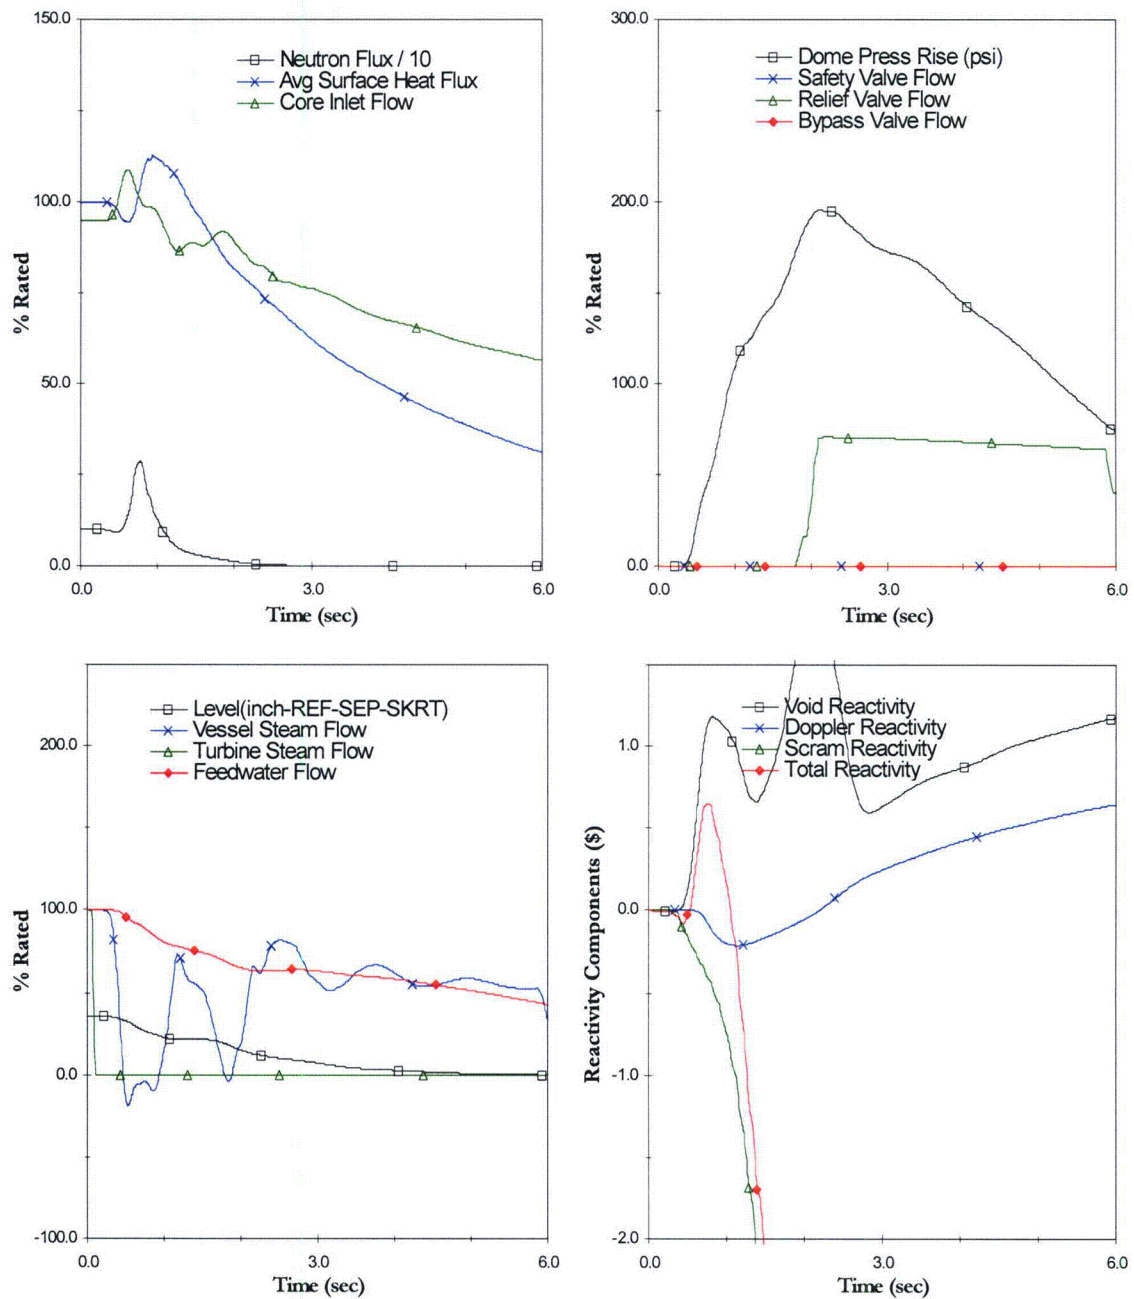 150.0
Neutron Flux / 10
Avg Surface Heat Flux
Core Inlet Flow
100.0
% Rated
50.0
0.0
0.0
3.0
6.0
Time (sec)
300.0
Dome Press Rise (psi)
Safety Valve Flow
Relief Valve Flow
Bypass Valve Flow
200.0
% Rated
100.0
0.0
0.0
3.0
6.0
Time (sec)
Level(inch-REF-SEP-SKRT)
Vessel Steam Flow
Turbine Steam Flow
Feedwater Flow
200.0
% Rated
100.0
0.0
-100.0
0.0
3.0
6.0
Time (sec)
Void Reactivity
Doppler Reactivity
Scram Reactivity
Total Reactivity
1.0
Reactivity Components ($)
0.0
-1.0
-2.0
0.0
3.0
6.0
Time (sec)